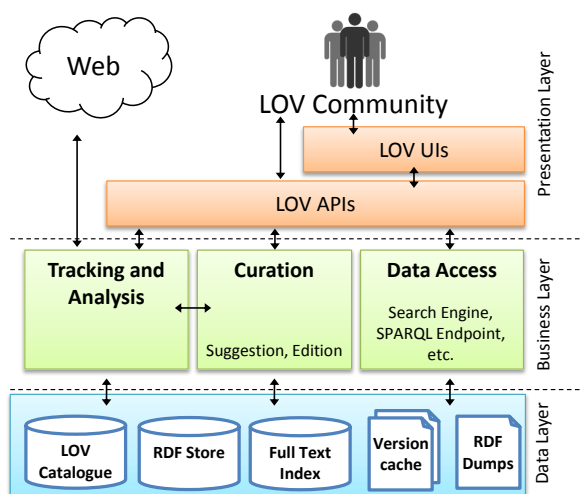 Web
LOV Community
LOV UIs
LOV APIs
Presentation Layer
Tracking and
Analysis
Curation
Suggestion, Edition
Data Access
Search Engine,
SPARQL Endpoint,
etc.
Business Layer
LOV
Catalogue
RDF Store
Full Text
Index
Version
cache
RDF
Dumps
Data Layer